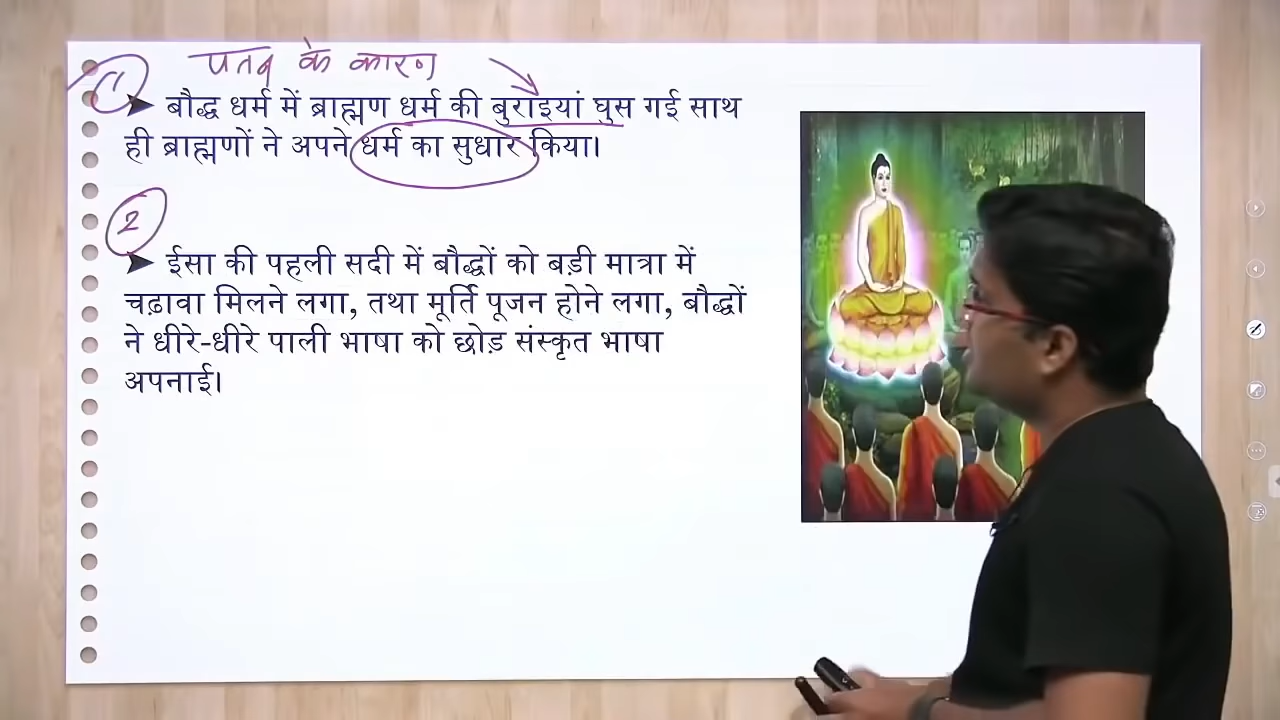 पतन के कारण
① ➤ बौद्ध धर्म में ब्राह्मण धर्म की बुराइयां घुस गई साथ
ही ब्राह्मणों ने अपने धर्म का सुधार किया।
②
➤ ईसा की पहली सदी में बौद्धों को बड़ी मात्रा में
चढ़ावा मिलने लगा, तथा मूर्ति पूजन होने लगा, बौद्धों
ने धीरे-धीरे पाली भाषा को छोड़ संस्कृत भाषा
अपनाई।